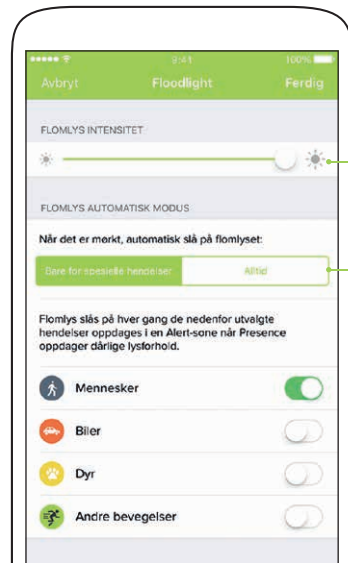 9:41 100%
Avbryt Floodlight Ferdig
FLOMLYS INTENSITET
FLOMLYS AUTOMATISK MODUS
Når det er mørkt, automatisk slå på flomlyset:
Bare for spesielle hendelser Alltid
Flomlys slås på hver gang de nedenfor utvalgte
hendelser oppdages i en Alert-sone når Presence
oppdager dårlige lysforhold.
Mennesker
Biler
Dyr
Andre bevegelser